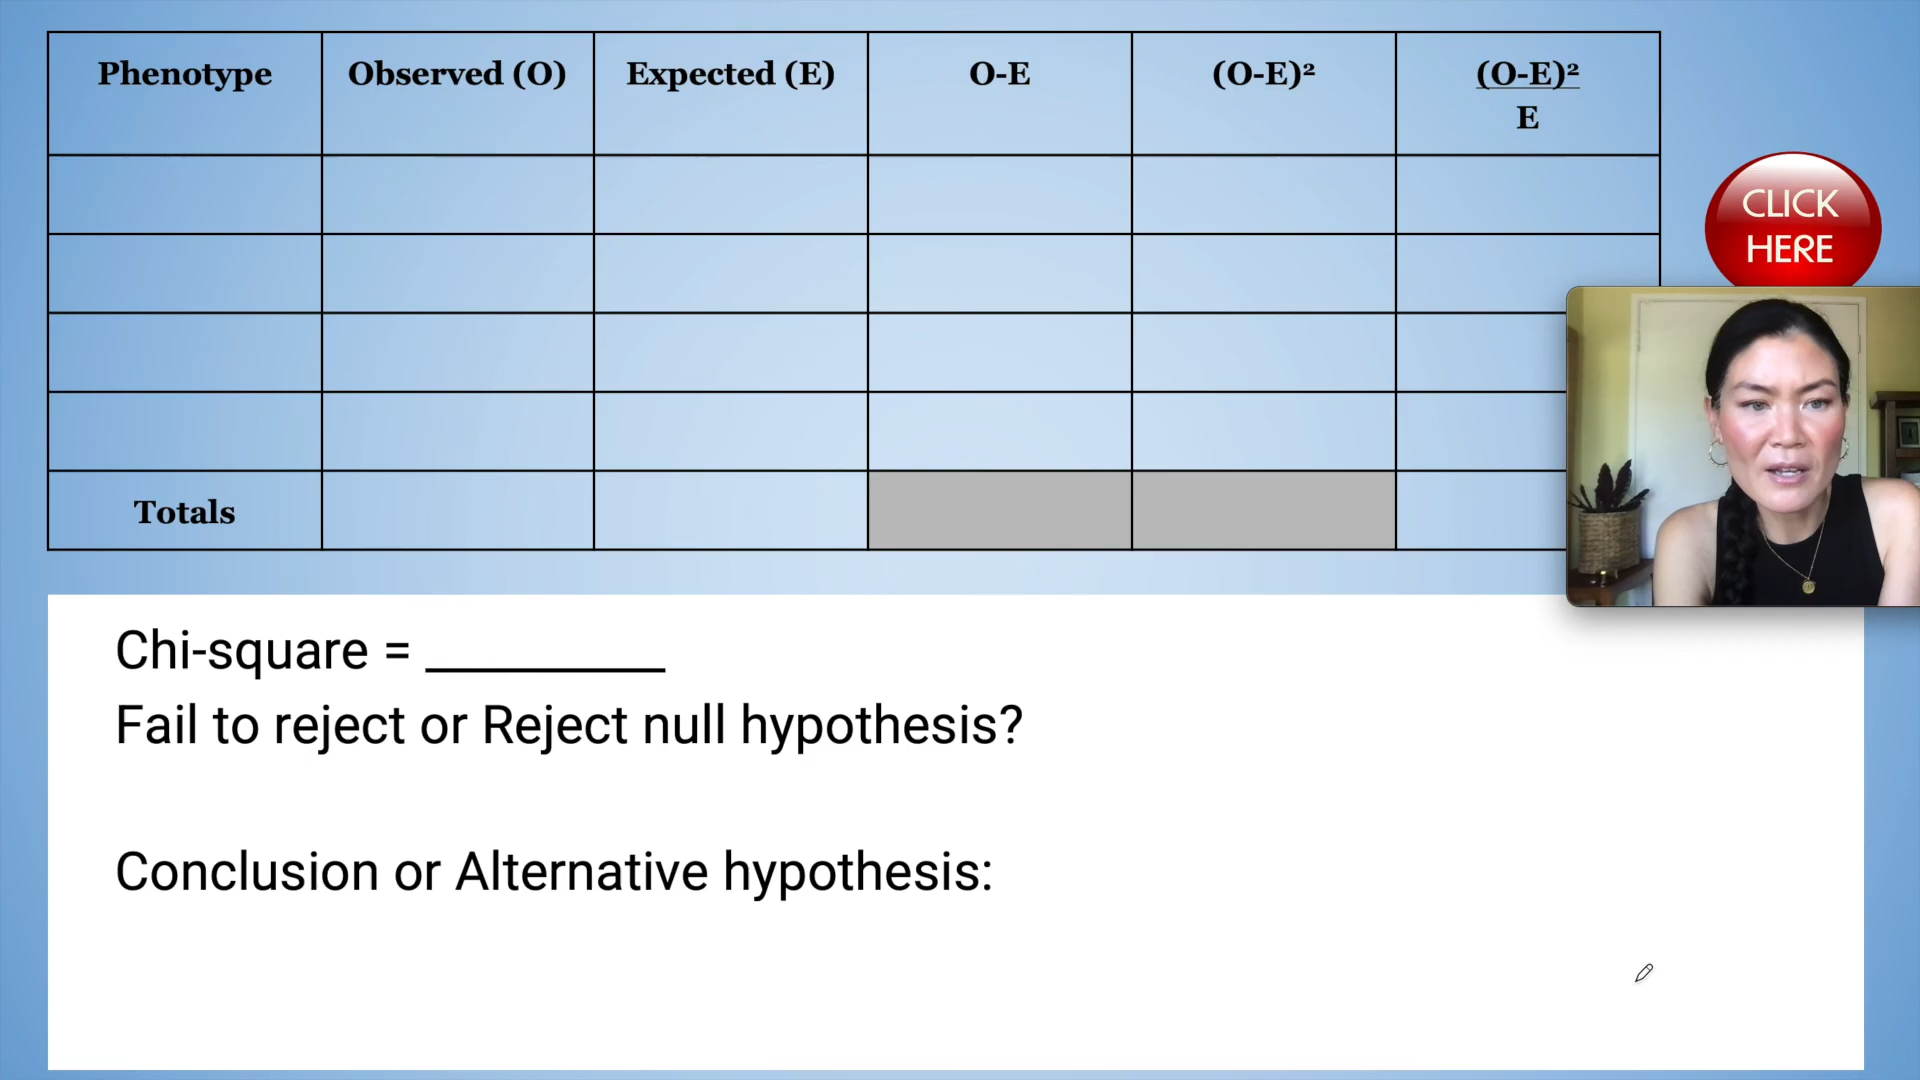 Phenotype Observed (O) Expected (E) O-E (O-E)² (O-E)²
E
CLICK
HERE
Totals
Chi-square = _________
Fail to reject or Reject null hypothesis?
Conclusion or Alternative hypothesis: